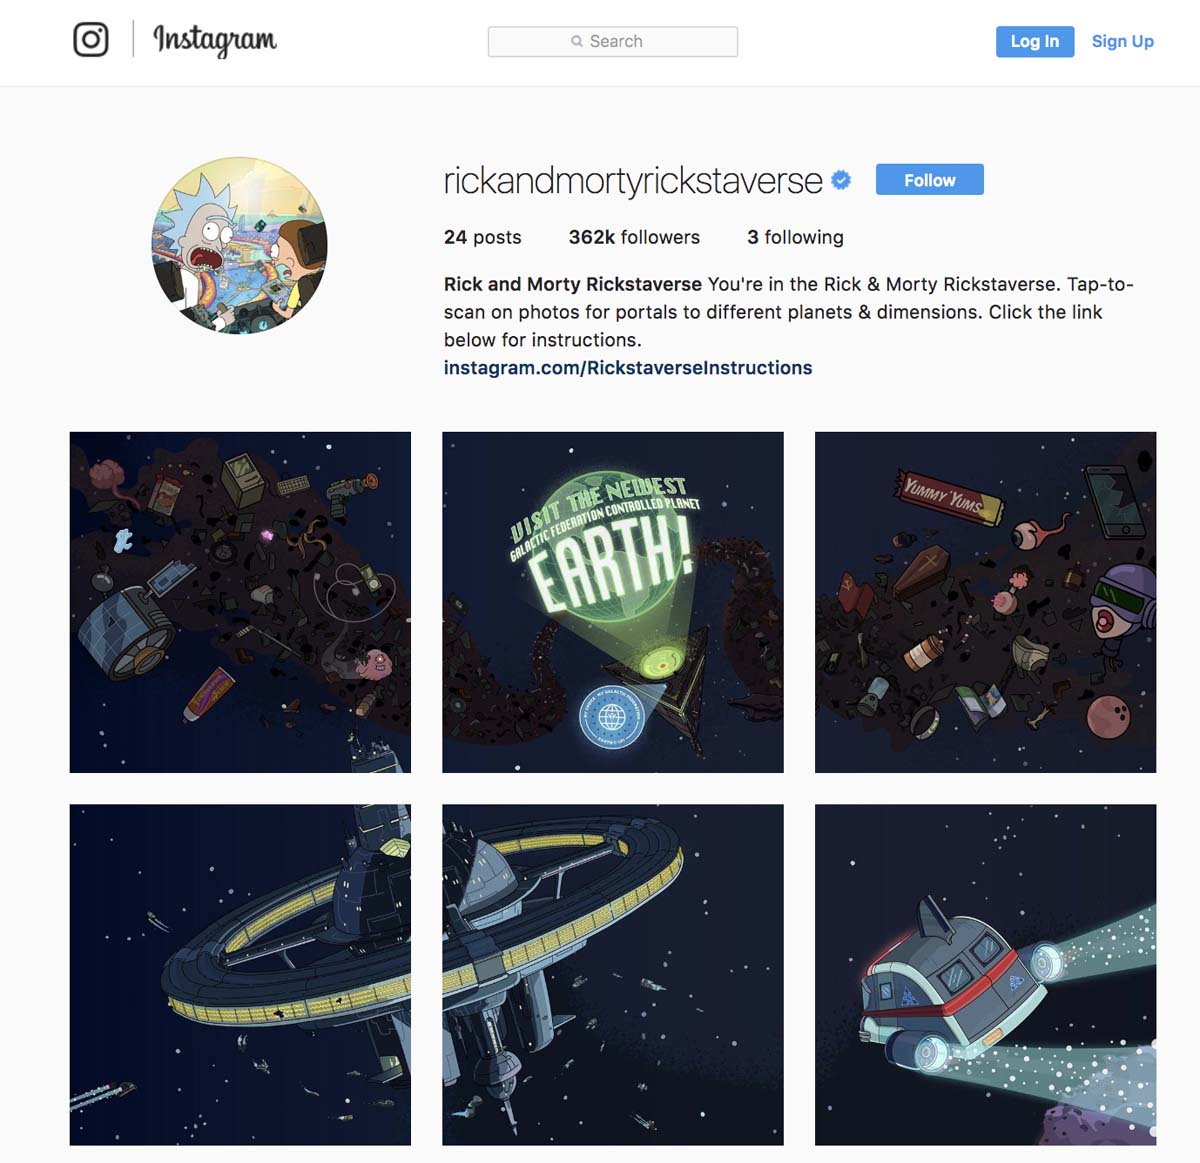 Instagram
Search
Log In
Sign Up
rickandmortyrickstaverse
Follow
24 posts 362k followers 3 following
Rick and Morty Rickstaverse You're in the Rick & Morty Rickstaverse. Tap-to-
scan on photos for portals to different planets & dimensions. Click the link
below for instructions.
instagram.com/RickstaverseInstructions
VISIT THE NEWEST
GALACTIC FEDERATION CONTROLLED PLANET
EARTH!
YUMMY YUMS